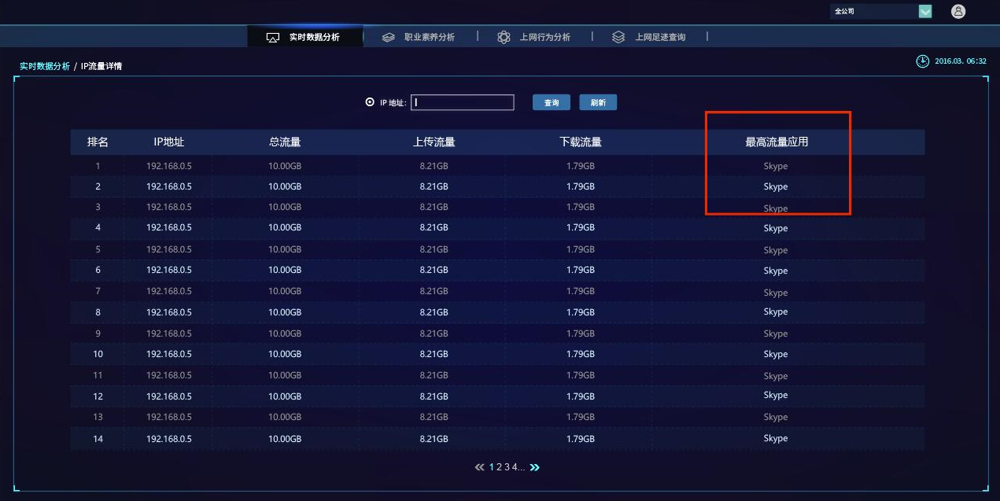 全公司
实时数据分析 职业素养分析 上网行为分析 上网足迹查询
实时数据分析 / IP流量详情 2016.03. 06:32
IP 地址: 查询 刷新
排名 IP地址 总流量 上传流量 下载流量 最高流量应用
1 192.168.0.5 10.00GB 8.21GB 1.79GB Skype
2 192.168.0.5 10.00GB 8.21GB 1.79GB Skype
3 192.168.0.5 10.00GB 8.21GB 1.79GB Skype
4 192.168.0.5 10.00GB 8.21GB 1.79GB Skype
5 192.168.0.5 10.00GB 8.21GB 1.79GB Skype
6 192.168.0.5 10.00GB 8.21GB 1.79GB Skype
7 192.168.0.5 10.00GB 8.21GB 1.79GB Skype
8 192.168.0.5 10.00GB 8.21GB 1.79GB Skype
9 192.168.0.5 10.00GB 8.21GB 1.79GB Skype
10 192.168.0.5 10.00GB 8.21GB 1.79GB Skype
11 192.168.0.5 10.00GB 8.21GB 1.79GB Skype
12 192.168.0.5 10.00GB 8.21GB 1.79GB Skype
13 192.168.0.5 10.00GB 8.21GB 1.79GB Skype
14 192.168.0.5 10.00GB 8.21GB 1.79GB Skype
« 1 2 3 4... »